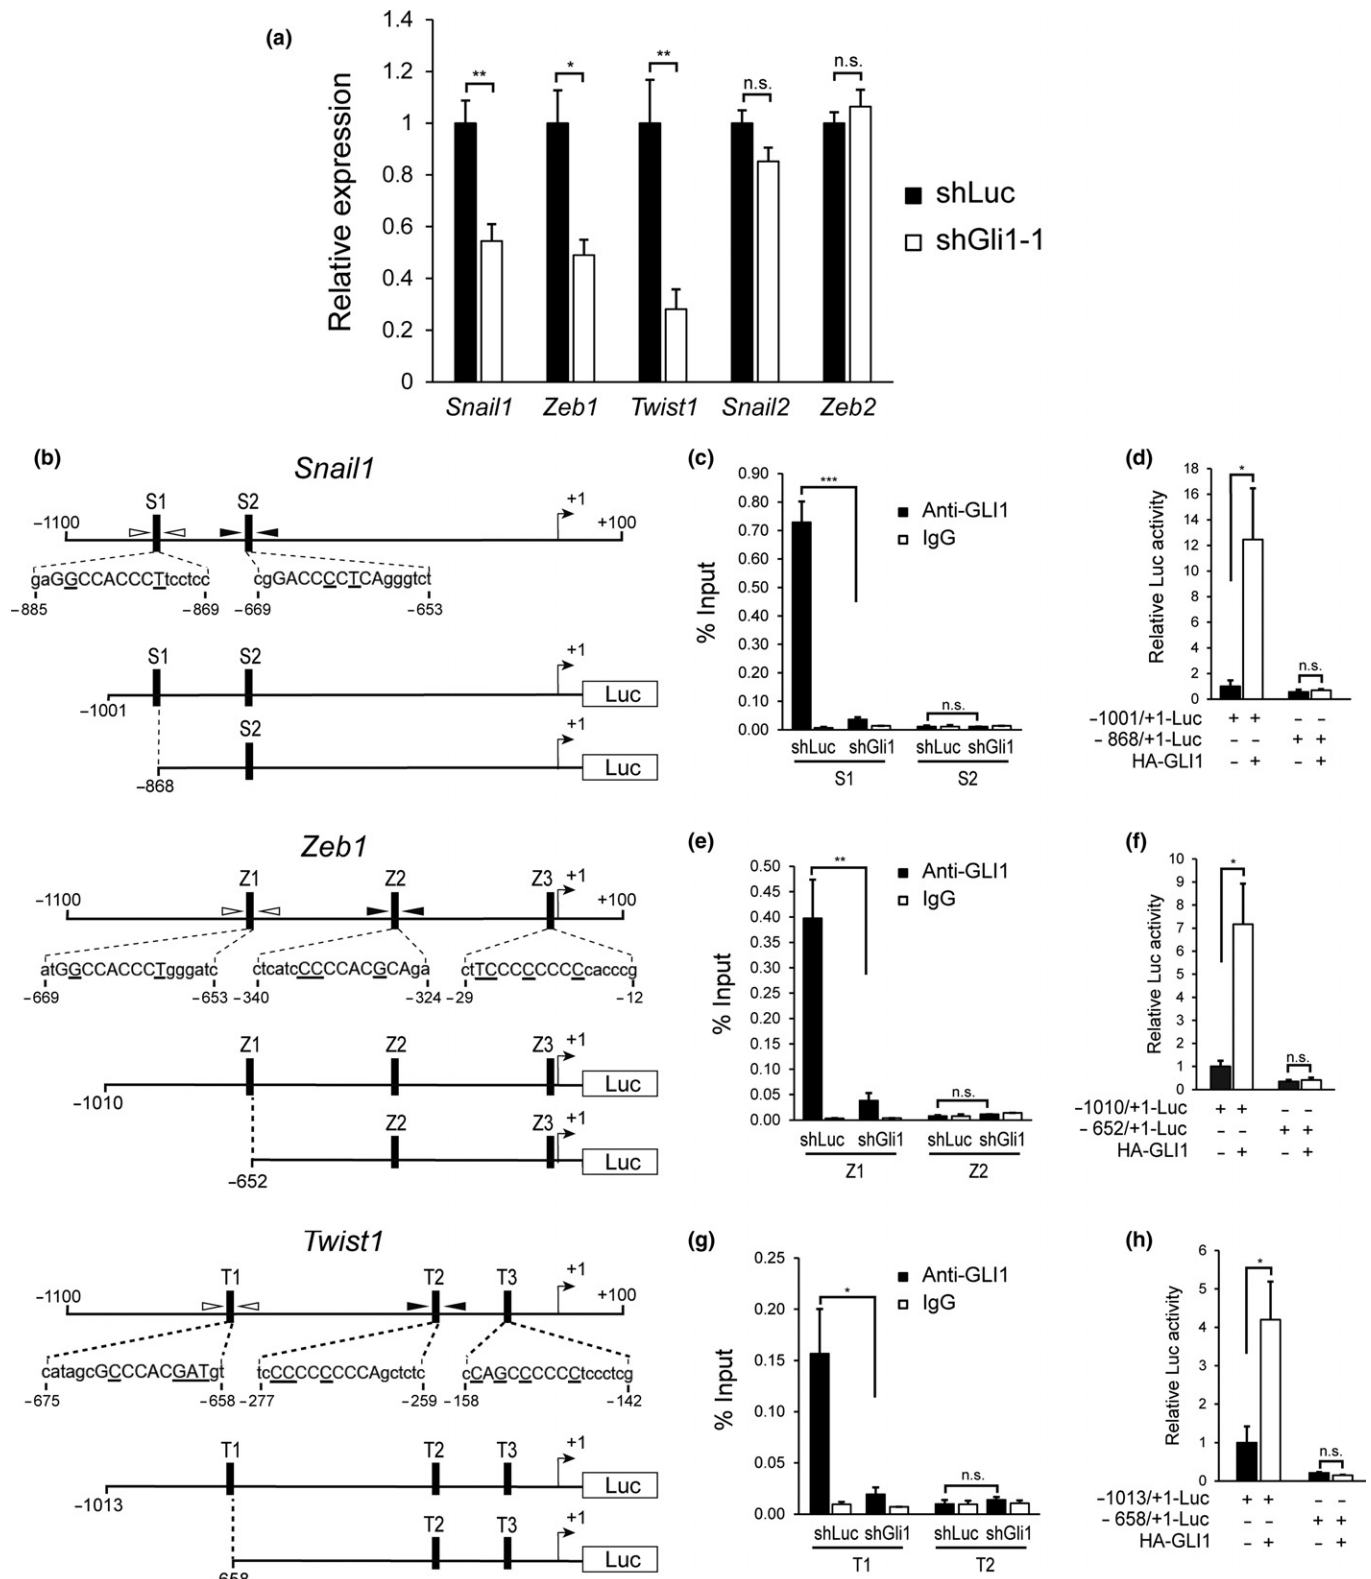 (a)
1.4
1.2
1
0.8
0.6
0.4
0.2
0
Relative expression
** * ** n.s. n.s.
Snail1 Zeb1 Twist1 Snail2 Zeb2
shLuc
shGli1-1
(b)
Snail1
S1 S2 +1
–1100 +100
gaGGCCACCCTtcctcc cgGACCCCTCAgggtct
–885 –869 –669 –653
S1 S2 +1
Luc
–1001
S2 +1
Luc
–868
(c)
0.90
0.80
0.70
0.60
0.50
0.40
0.30
0.20
0.10
0.00
% Input
***
Anti-GLI1
IgG
n.s.
shLuc shGli1 shLuc shGli1
S1 S2
(d)
18
16
14
12
10
8
6
4
2
0
Relative Luc activity
*
n.s.
–1001/+1-Luc + + – –
– 868/+1-Luc – – + +
HA-GLI1 – + – +
Zeb1
Z1 Z2 Z3 +1
–1100 +100
atGGCCACCCTgggatc ctcatcCCCCACGCAga ctTCCCCCCCCcacccg
–669 –653 –340 –324 –29 –12
Z1 Z2 Z3 +1
Luc
–1010
Z2 Z3 +1
Luc
–652
(e)
0.50
0.45
0.40
0.35
0.30
0.25
0.20
0.15
0.10
0.05
0.00
% Input
**
Anti-GLI1
IgG
n.s.
shLuc shGli1 shLuc shGli1
Z1 Z2
(f)
10
9
8
7
6
5
4
3
2
1
0
Relative Luc activity
*
n.s.
–1010/+1-Luc + + – –
– 652/+1-Luc – – + +
HA-GLI1 – + – +
Twist1
T1 T2 T3 +1
–1100 +100
catagcGCCCACGATgt tcCCCCCCCCAgctctc cCAGCCCCCCtccctcg
–675 –658 –277 –259 –158 –142
T1 T2 T3 +1
Luc
–1013
T2 T3 +1
Luc
658
(g)
0.25
0.20
0.15
0.10
0.05
0.00
% Input
*
Anti-GLI1
IgG
n.s.
shLuc shGli1 shLuc shGli1
T1 T2
(h)
6
5
4
3
2
1
0
Relative Luc activity
*
n.s.
–1013/+1-Luc + + – –
– 658/+1-Luc – – + +
HA-GLI1 – + – +